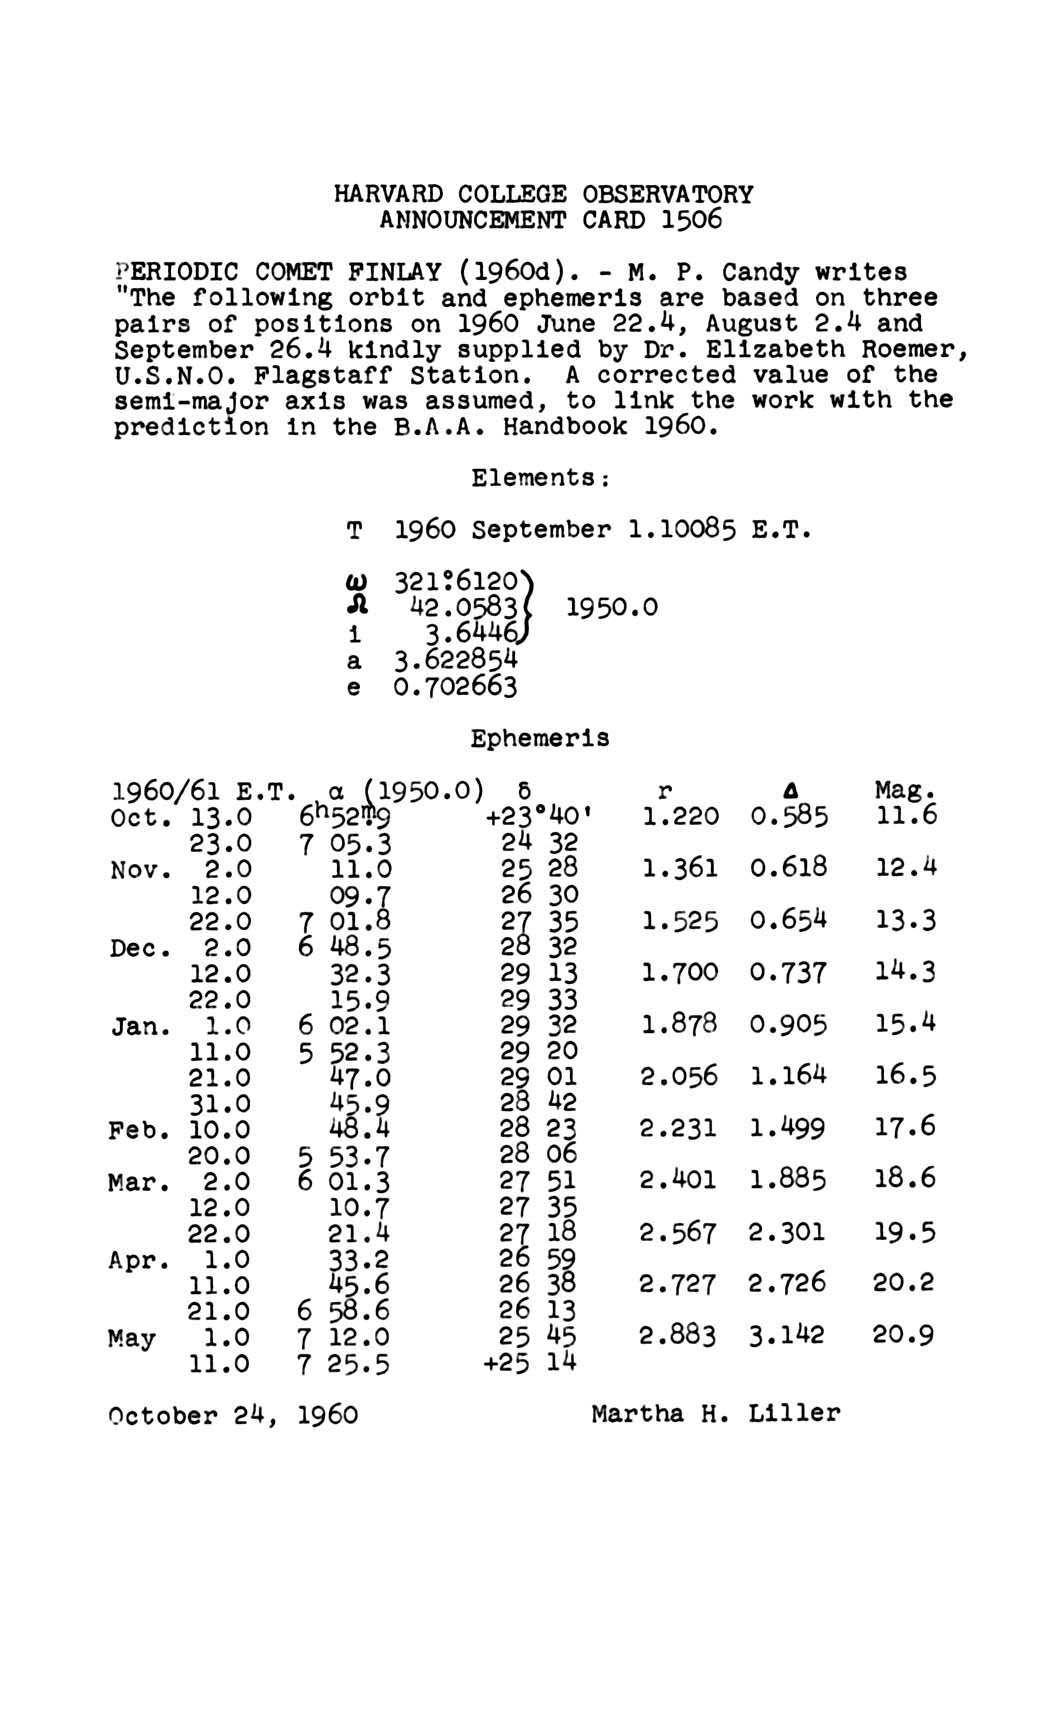 HARVARD COLLEGE OBSERVATORY
ANNOUNCEMENT CARD 1506
PERIODIC COMET FINLAY (1960d). - M. P. Candy writes
"The following orbit and ephemeris are based on three
pairs of positions on 1960 June 22.4, August 2.4 and
September 26.4 kindly supplied by Dr. Elizabeth Roemer,
U.S.N.O. Flagstaff Station.  A corrected value of the
semi-major axis was assumed, to link the work with the
prediction in the B.A.A. Handbook 1960.
Elements:
T 1960 September 1.10085 E.T.
ω 321°.6120
Ω 42.0583 } 1950.0
i 3.6446
a 3.622854
e 0.702663
Ephemeris
1960/61 E.T. α (1950.0) δ r Δ Mag.
Oct. 13.0 6ʰ52ᵐ.9 +23°40' 1.220 0.585 11.6
23.0 7 05.3 24 32
Nov. 2.0 11.0 25 28 1.361 0.618 12.4
12.0 09.7 26 30
22.0 7 01.8 27 35 1.525 0.654 13.3
Dec. 2.0 6 48.5 28 32
12.0 32.3 29 13 1.700 0.737 14.3
22.0 15.9 29 33
Jan. 1.0 6 02.1 29 32 1.878 0.905 15.4
11.0 5 52.3 29 20
21.0 47.0 29 01 2.056 1.164 16.5
31.0 45.9 28 42
Feb. 10.0 48.4 28 23 2.231 1.499 17.6
20.0 5 53.7 28 06
Mar. 2.0 6 01.3 27 51 2.401 1.885 18.6
12.0 10.7 27 35
22.0 21.4 27 18 2.567 2.301 19.5
Apr. 1.0 33.2 26 59
11.0 45.6 26 38 2.727 2.726 20.2
21.0 6 58.6 26 13
May 1.0 7 12.0 25 45 2.883 3.142 20.9
11.0 7 25.5 +25 14
October 24, 1960 Martha H. Liller